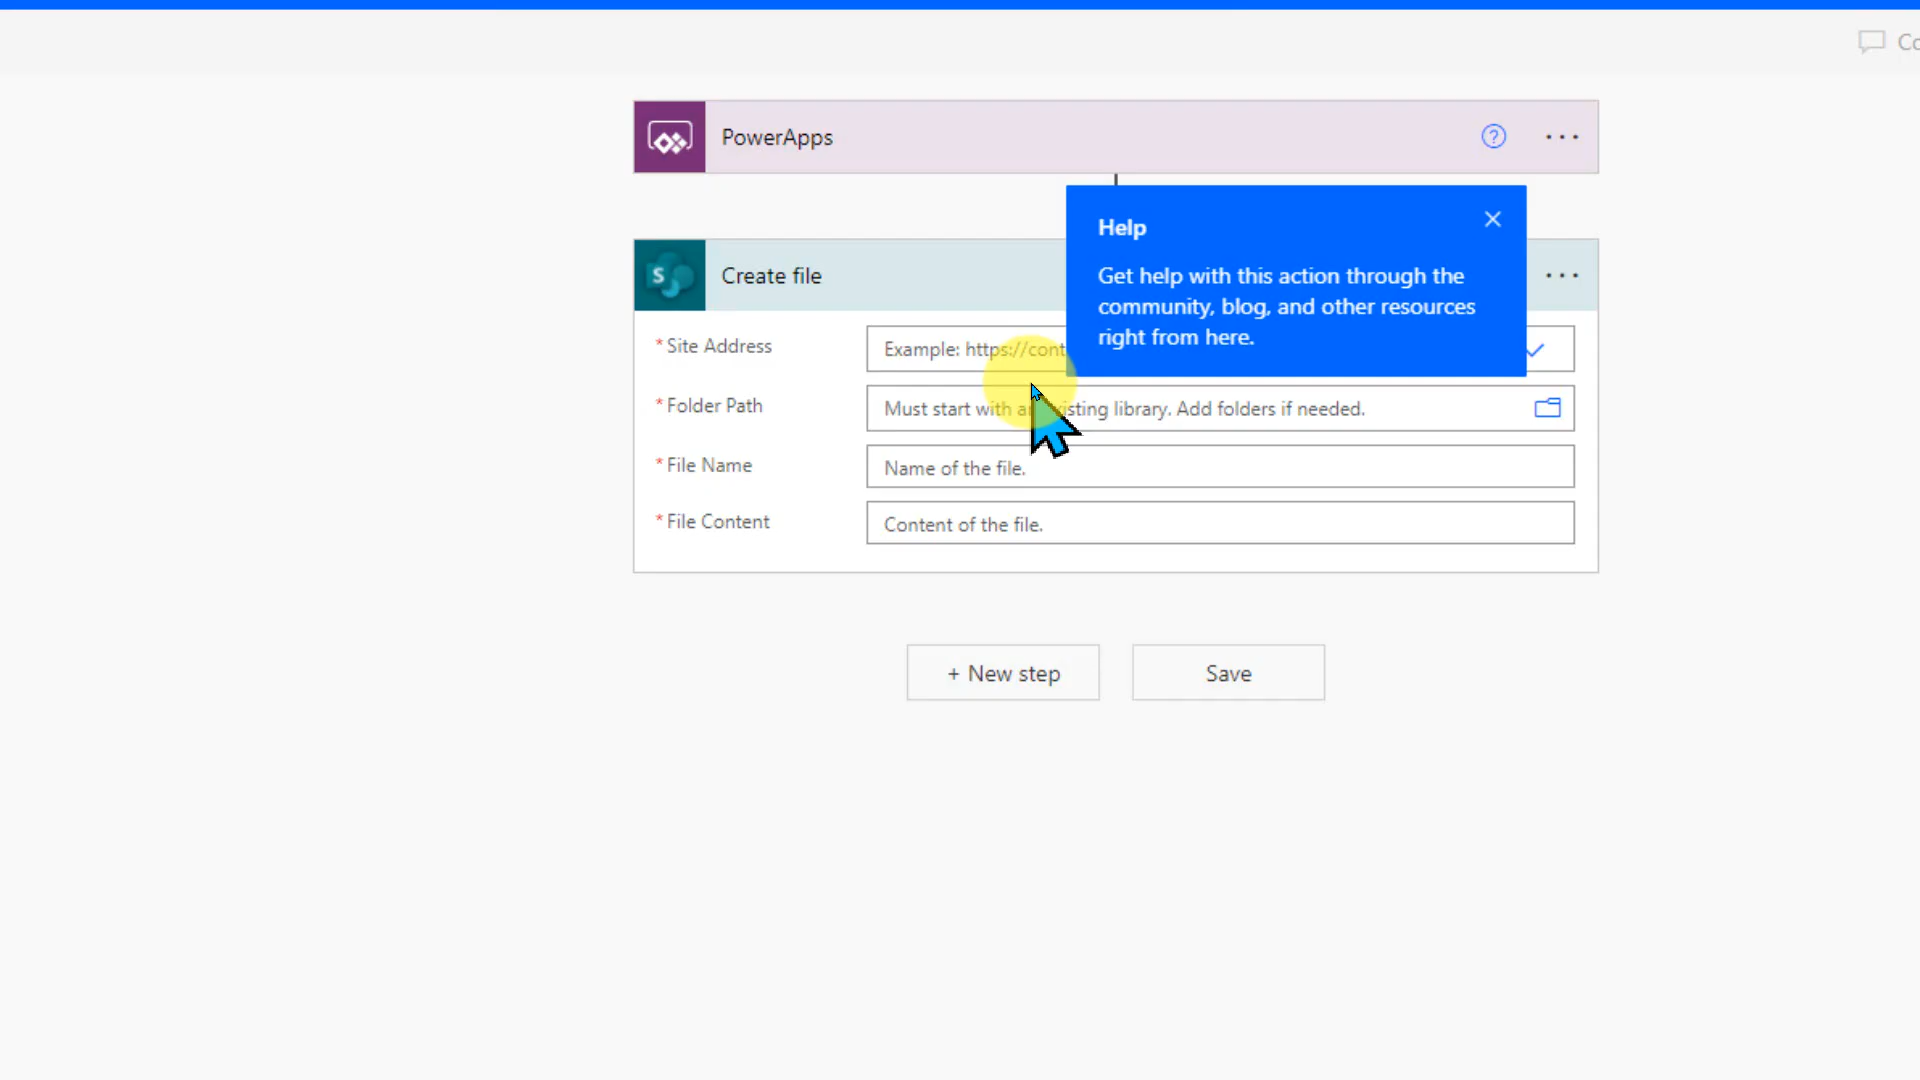 PowerApps
Help
Get help with this action through the
community, blog, and other resources
right from here.
S Create file
*Site Address
Example: https://cont
*Folder Path
Must start with an existing library. Add folders if needed.
*File Name
Name of the file.
*File Content
Content of the file.
+ New step
Save